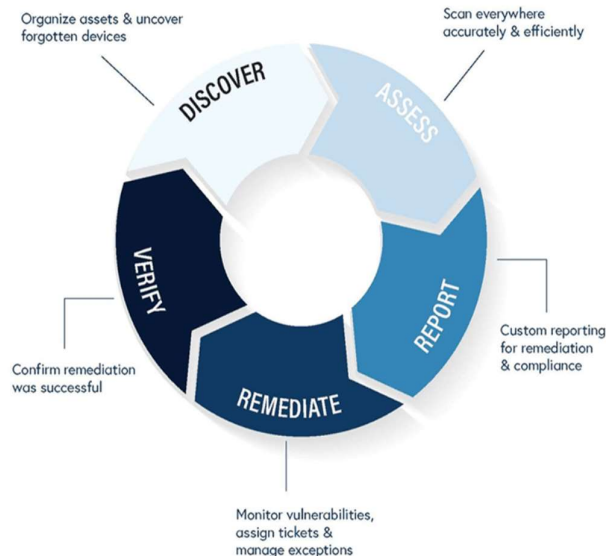 Organize assets & uncover
forgotten devices
DISCOVER
Scan everywhere
accurately & efficiently
ASSESS
REPORT
Custom reporting
for remediation
& compliance
REMEDIATE
Monitor vulnerabilities,
assign tickets &
manage exceptions
VERIFY
Confirm remediation
was successful